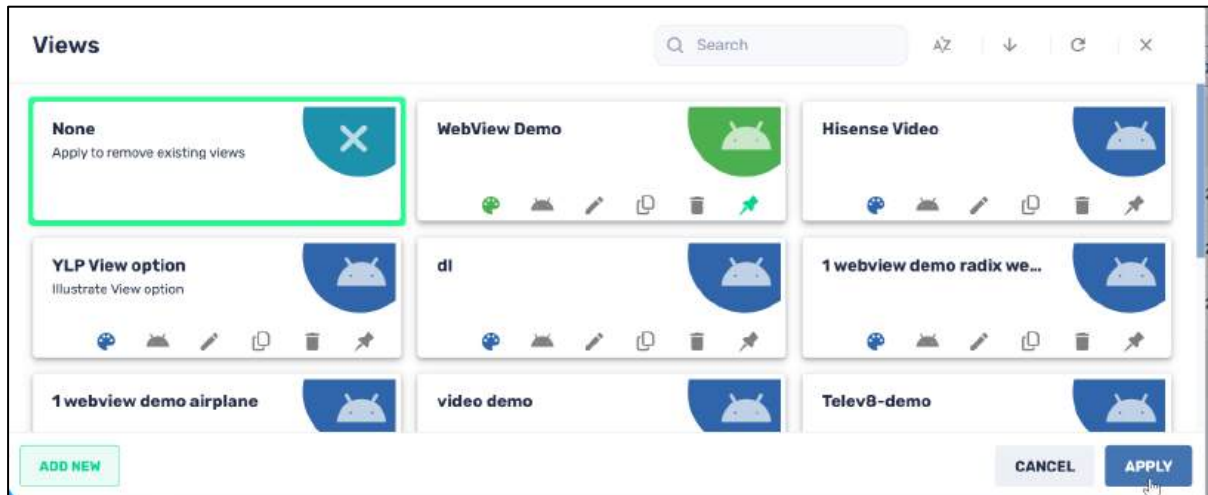 Views
Search
AZ
None
Apply to remove existing views
WebView Demo
Hisense Video
YLP View option
Illustrate View option
dl
1 webview demo radix we...
1 webview demo airplane
video demo
Telev8-demo
ADD NEW
CANCEL
APPLY